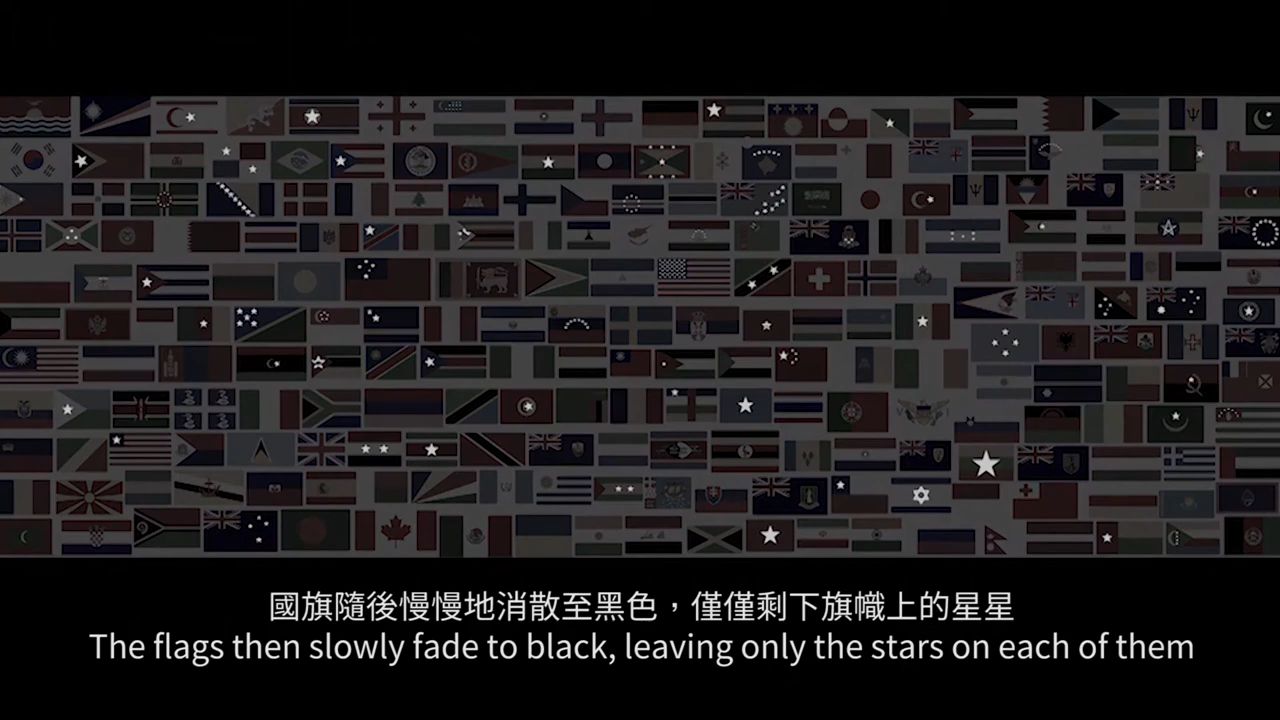 國旗隨後慢慢地消散至黑色，僅僅剩下旗幟上的星星
The flags then slowly fade to black, leaving only the stars on each of them